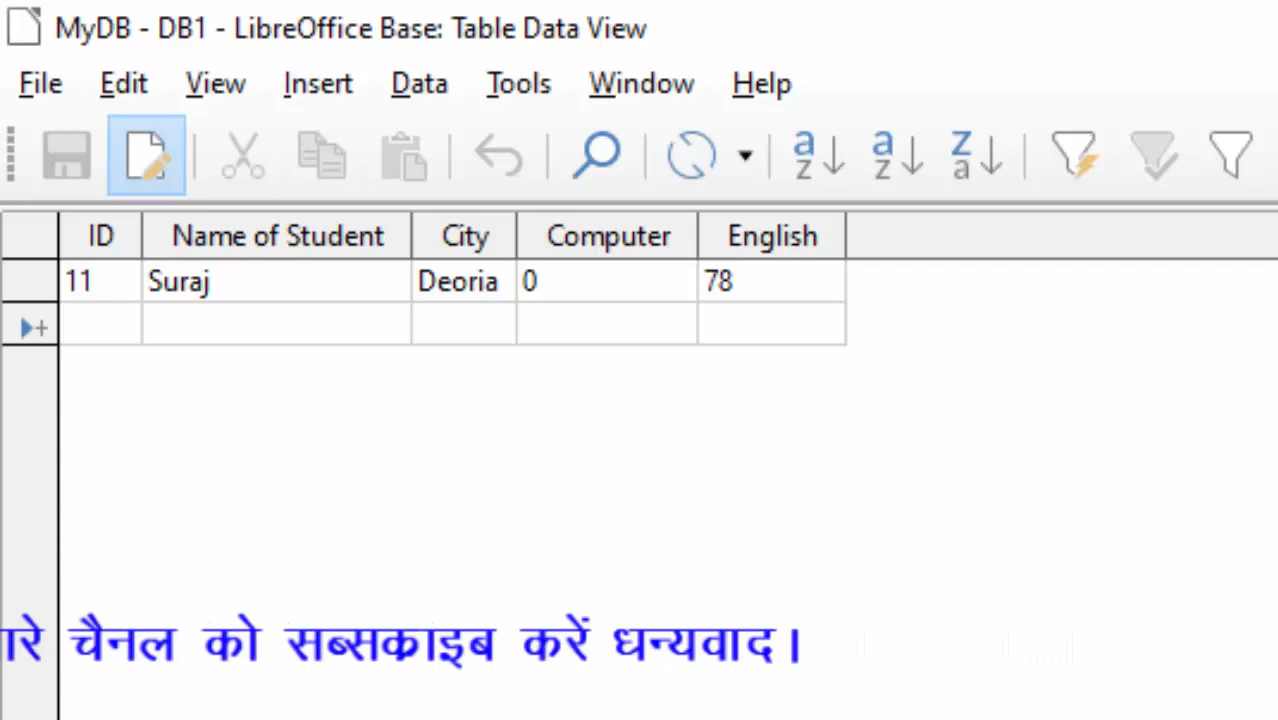 MyDB - DB1 - LibreOffice Base: Table Data View
File Edit View Insert Data Tools Window Help
ID Name of Student City Computer English
11 Suraj Deoria 0 78
चैनल को सब्सक्राइब करें धन्यवाद।